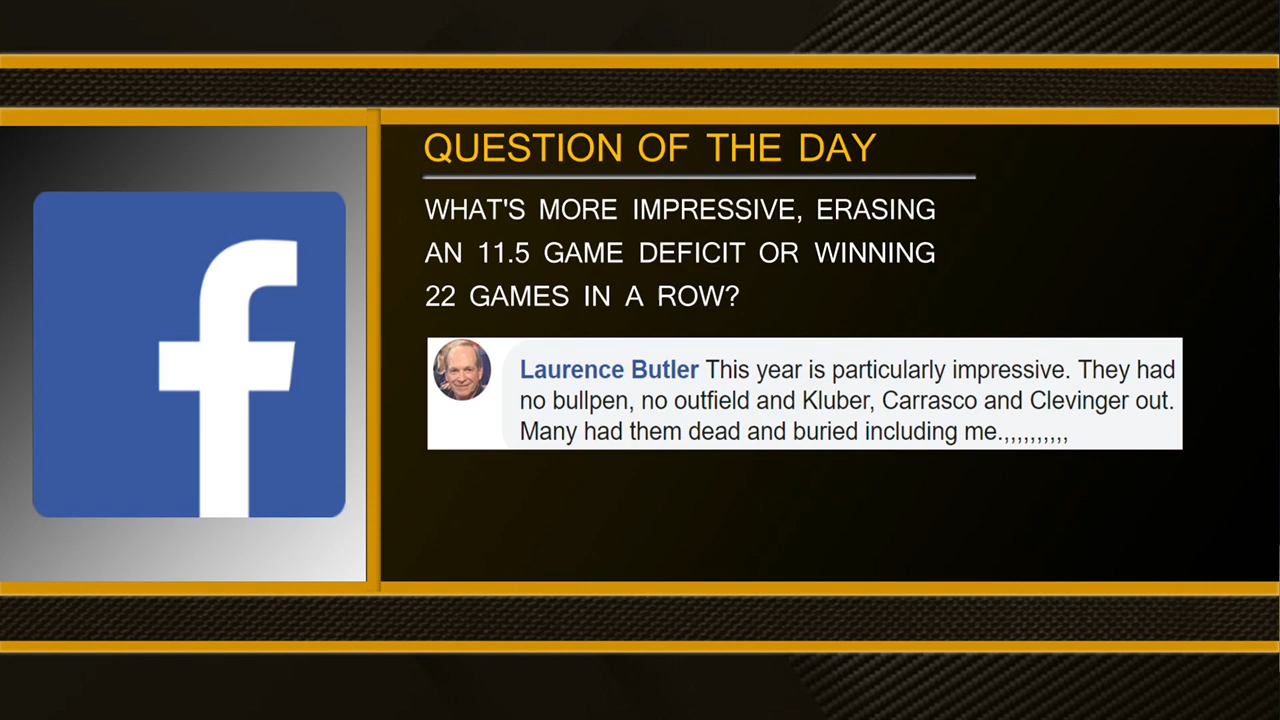 QUESTION OF THE DAY
WHAT'S MORE IMPRESSIVE, ERASING
AN 11.5 GAME DEFICIT OR WINNING
22 GAMES IN A ROW?
Laurence Butler This year is particularly impressive. They had
no bullpen, no outfield and Kluber, Carrasco and Clevinger out.
Many had them dead and buried including me.,,,,,,,,,,